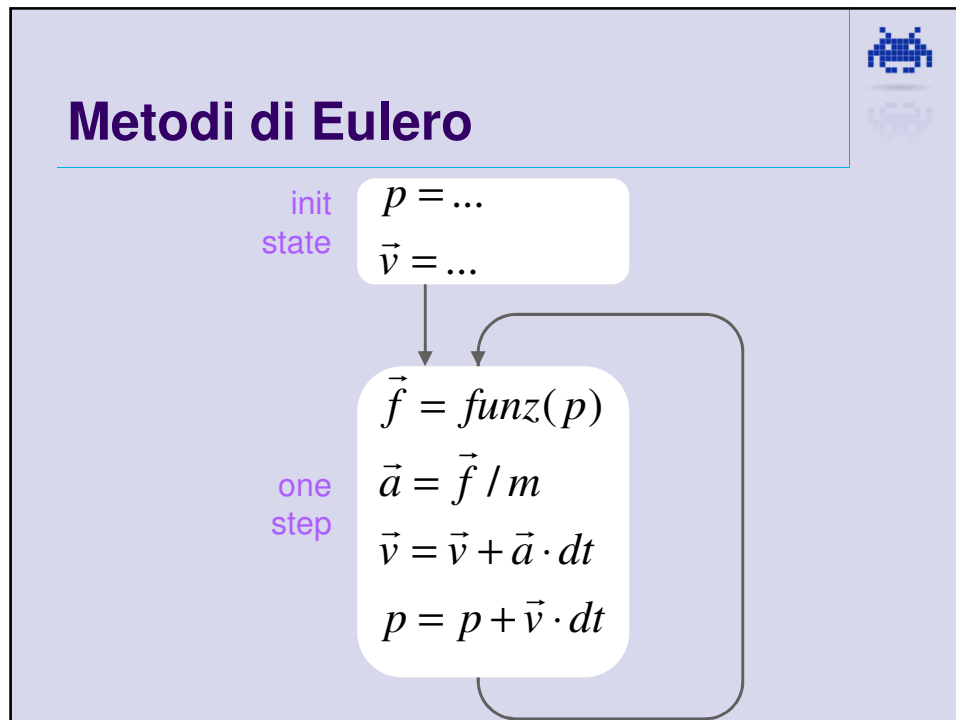 Metodi di Eulero
init
state
p = ...
v⃗ = ...
one
step
f⃗ = funz(p)
a⃗ = f⃗ / m
v⃗ = v⃗ + a⃗ · dt
p = p + v⃗ · dt